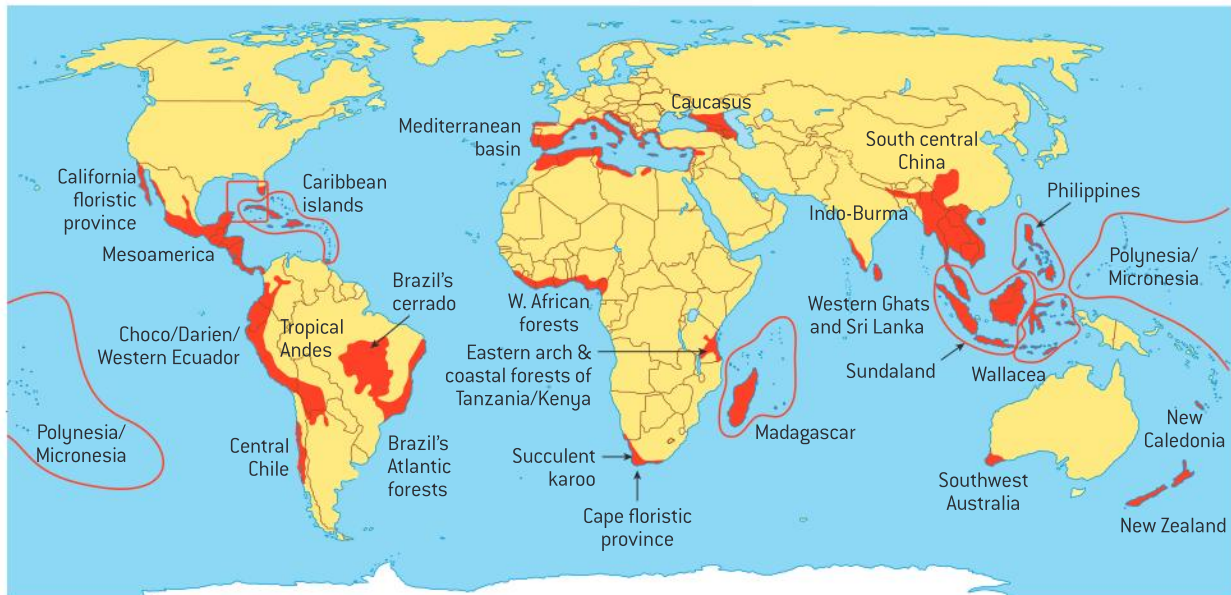 Caucasus
Mediterranean
basin
South central
China
California
floristic
province
Caribbean
islands
Philippines
Indo-Burma
Mesoamerica
Polynesia/
Micronesia
Brazil’s
cerrado
W. African
forests
Western Ghats
and Sri Lanka
Choco/Darien/
Western Ecuador
Tropical
Andes
Eastern arch &
coastal forests of
Tanzania/Kenya
Sundaland
Wallacea
Madagascar
New
Caledonia
Polynesia/
Micronesia
Central
Chile
Brazil’s
Atlantic
forests
Succulent
karoo
Southwest
Australia
Cape floristic
province
New Zealand